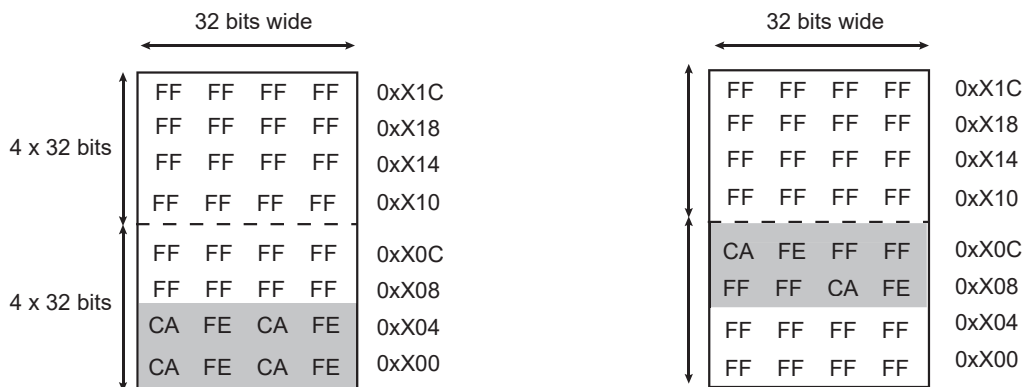 32 bits wide
FF FF FF FF 0xX1C
FF FF FF FF 0xX18
4 x 32 bits
FF FF FF FF 0xX14
FF FF FF FF 0xX10
FF FF FF FF 0xX0C
FF FF FF FF 0xX08
4 x 32 bits
CA FE CA FE 0xX04
CA FE CA FE 0xX00
32 bits wide
FF FF FF FF 0xX1C
FF FF FF FF 0xX18
FF FF FF FF 0xX14
FF FF FF FF 0xX10
CA FE FF FF 0xX0C
FF FF CA FE 0xX08
FF FF FF FF 0xX04
FF FF FF FF 0xX00